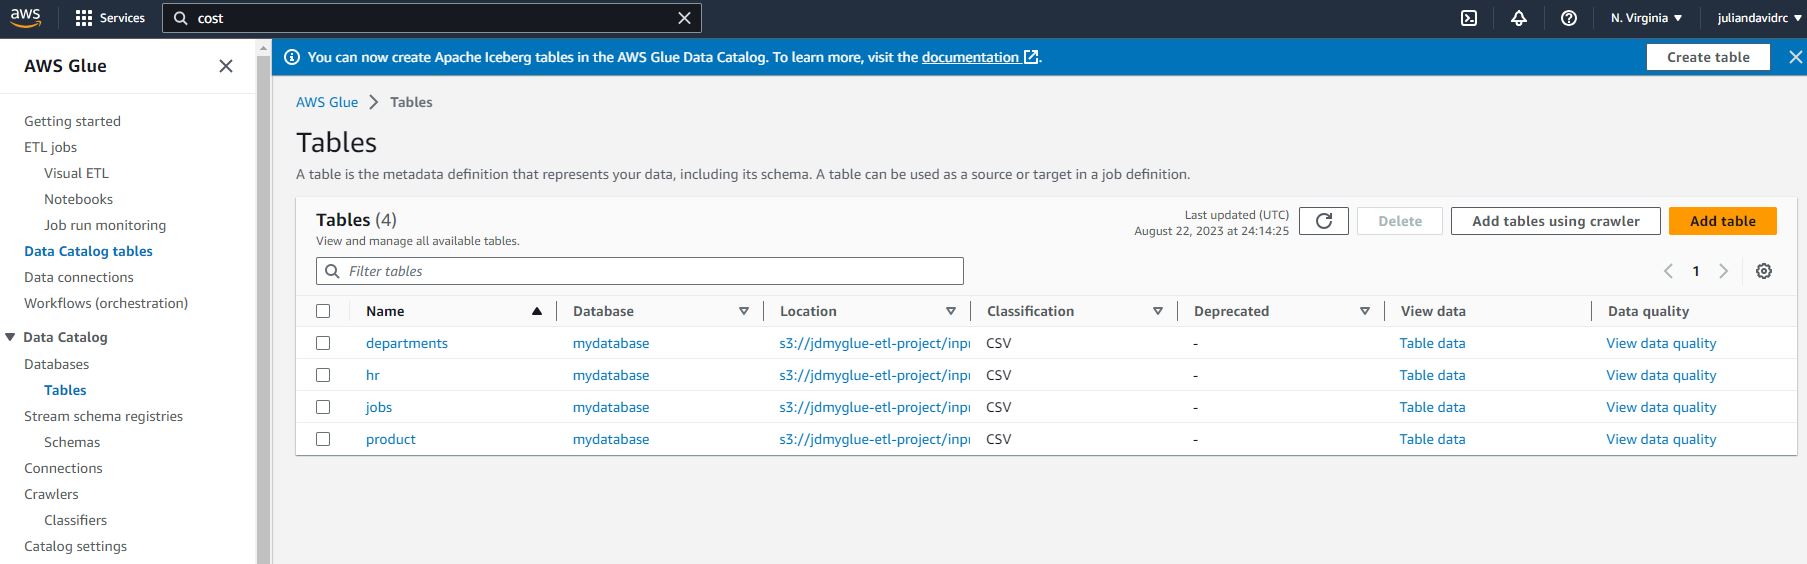 aws
Services
cost
N. Virginia
juliandavidrc
AWS Glue
Getting started
ETL jobs
Visual ETL
Notebooks
Job run monitoring
Data Catalog tables
Data connections
Workflows (orchestration)
Data Catalog
Databases
Tables
Stream schema registries
Schemas
Connections
Crawlers
Classifiers
Catalog settings
You can now create Apache Iceberg tables in the AWS Glue Data Catalog. To learn more, visit the documentation.
Create table
AWS Glue > Tables
Tables
A table is the metadata definition that represents your data, including its schema. A table can be used as a source or target in a job definition.
Tables (4)
View and manage all available tables.
Last updated (UTC)
August 22, 2023 at 24:14:25
Delete
Add tables using crawler
Add table
Filter tables
1
Name Database Location Classification Deprecated View data Data quality
departments mydatabase s3://jdmyglue-etl-project/inpu CSV - Table data View data quality
hr mydatabase s3://jdmyglue-etl-project/inpu CSV - Table data View data quality
jobs mydatabase s3://jdmyglue-etl-project/inpu CSV - Table data View data quality
product mydatabase s3://jdmyglue-etl-project/inpu CSV - Table data View data quality